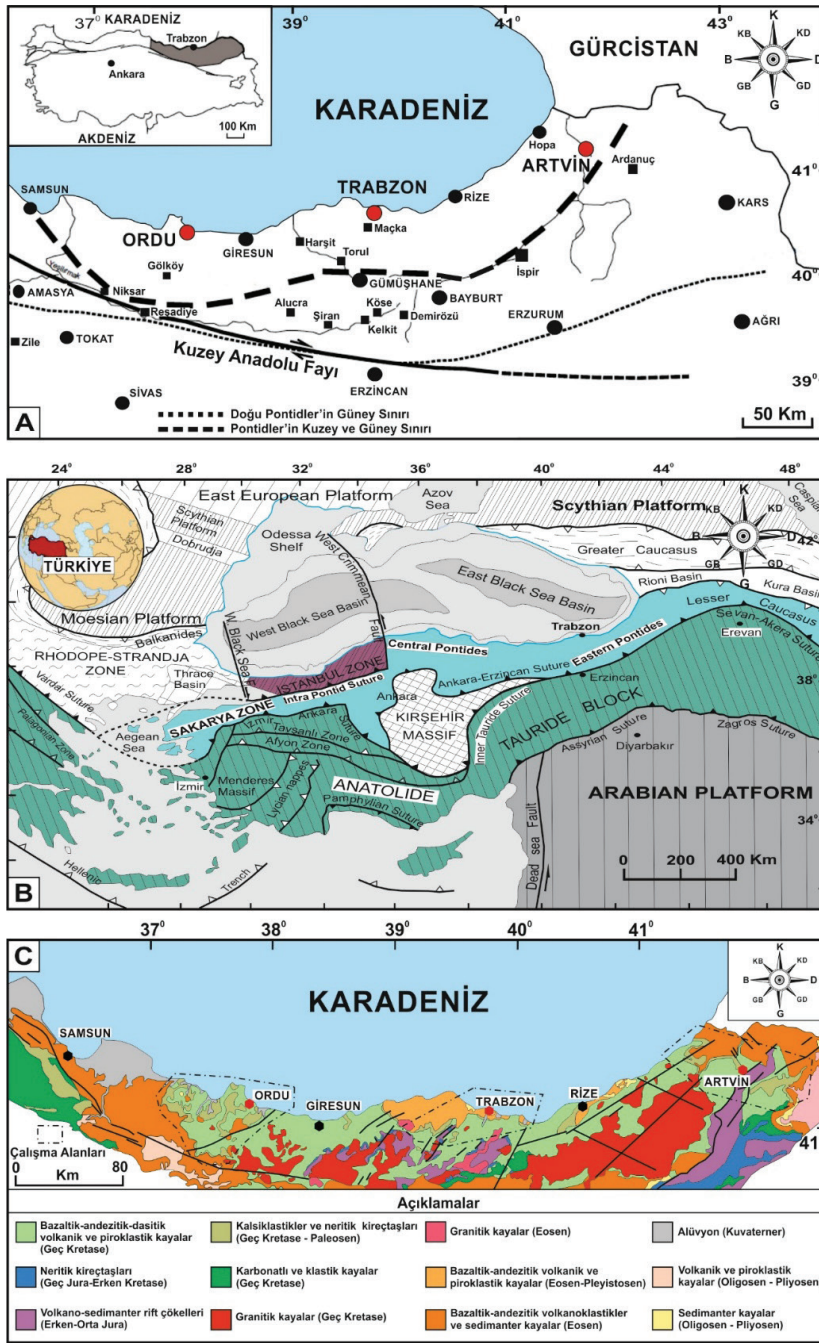 37°
39
41°
43°
KARADENİZ
Trabzon
Ankara
100 Km
AKDENİZ
GÜRCİSTAN
K
KB
KD
B
D
GB
GD
G
KARADENİZ
Hopa
ARTVİN
Ardanuç
41°
SAMSUN
TRABZON
RİZE
KARS
ORDU
Maçka
GİRESUN
Harşit
Torul
Gölköy
GÜMÜŞHANE
İspir
40°
Yeşilırmak
AMASYA
Niksar
Reşadiye
Alucra
Köse
BAYBURT
Şiran
Kelkit
Demirözü
ERZURUM
AĞRI
Zile
TOKAT
Kuzey Anadolu Fayı
ERZİNCAN
39°
SİVAS
A
Doğu Pontidler'in Güney Sınırı
Pontidler'in Kuzey ve Güney Sınırı
50 Km
24°
28°
30°
32°
36°
40°
44°
48°
East European Platform
Azov
Sea
Scythian Platform
Caspian
Sea
Scythian
Platform
Dobrudja
Odessa
Shelf
West Crimmean
Fault
K
KB
KD
B
D
42°
GB
GD
G
Greater Caucasus
TÜRKİYE
Rioni Basin
Kura Basin
East Black Sea Basin
West Black Sea Basin
Moesian Platform
Balkanides
W. Black Sea F.
Lesser Caucasus
Sevan-Akera Suture
Trabzon
Erevan
Central Pontides
Eastern Pontides
RHODOPE-STRANDJA
ZONE
İSTANBUL ZONE
Intra Pontid Suture
Ankara-Erzincan Suture
Thrace
Basin
Vardar Suture
Ankara
Erzincan
38°
SAKARYA ZONE
KIRŞEHİR
MASSIF
Inner Tauride Suture
TAURIDE BLOCK
Pelagonian Zone
Aegean
Sea
İzmir
Ankara
Suture
Tavşanlı Zone
Afyon Zone
Assyrian Suture
Zagros Suture
Diyarbakır
İzmir
Menderes
Massif
Lycian nappes
ANATOLIDE
Pamphylian Suture
ARABIAN PLATFORM
34°
Dead sea Fault
0 200 400 Km
Hellenic
Trench
B
37°
38°
39°
40°
41°
C
K
KB
KD
B
D
GB
GD
G
KARADENİZ
SAMSUN
ORDU
GİRESUN
TRABZON
RİZE
ARTVİN
41
Çalışma Alanları
0 80
Km
Açıklamalar
Bazaltik-andezitik-dasitik
volkanik ve piroklastik kayalar
(Geç Kretase)
Kalsiklastikler ve neritik kireçtaşları
(Geç Kretase - Paleosen)
Granitik kayalar (Eosen)
Alüvyon (Kuvaterner)
Neritik kireçtaşları
(Geç Jura-Erken Kretase)
Karbonatlı ve klastik kayalar
(Geç Kretase)
Bazaltik-andezitik volkanik ve
piroklastik kayalar (Eosen-Pleyistosen)
Volkanik ve piroklastik
kayalar (Oligosen - Pliyosen)
Volkano-sedimanter rift çökelleri
(Erken-Orta Jura)
Granitik kayalar (Geç Kretase)
Bazaltik-andezitik volkanoklastikler
ve sedimanter kayalar (Eosen)
Sedimanter kayalar
(Oligosen - Pliyosen)